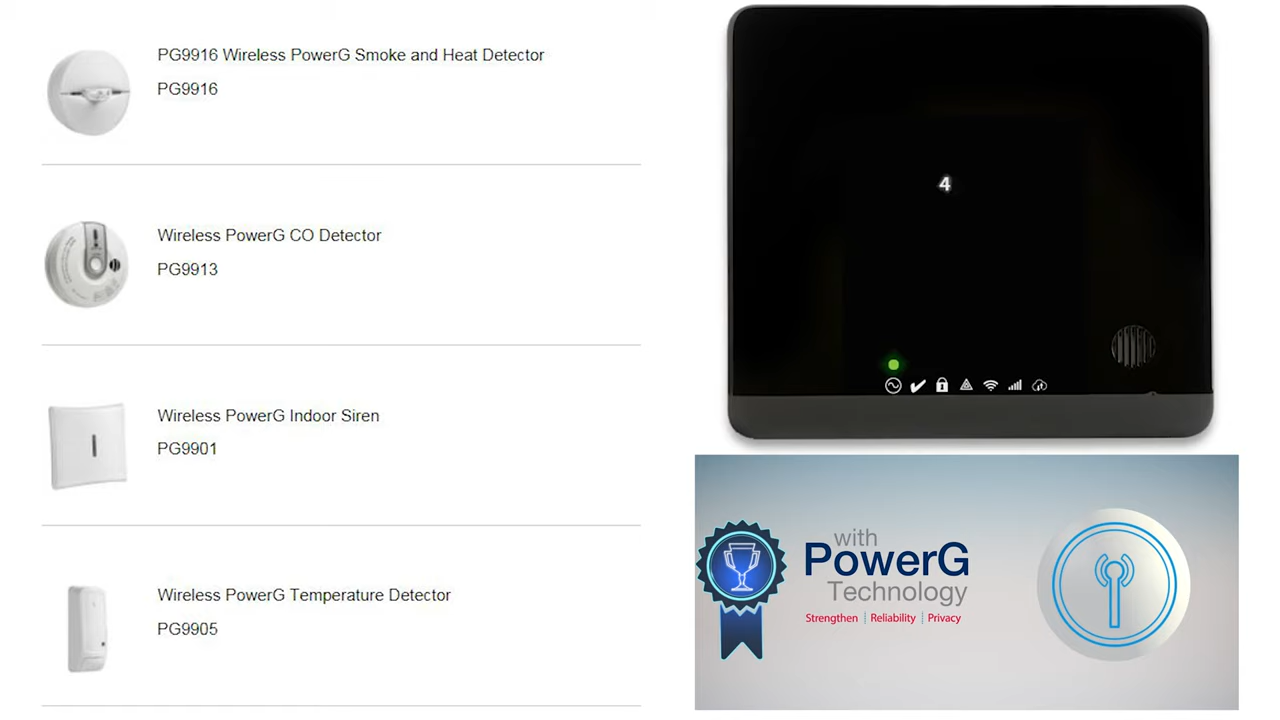 PG9916 Wireless PowerG Smoke and Heat Detector
PG9916
Wireless PowerG CO Detector
PG9913
Wireless PowerG Indoor Siren
PG9901
Wireless PowerG Temperature Detector
PG9905
4
with
PowerG
Technology
Strengthen | Reliability | Privacy